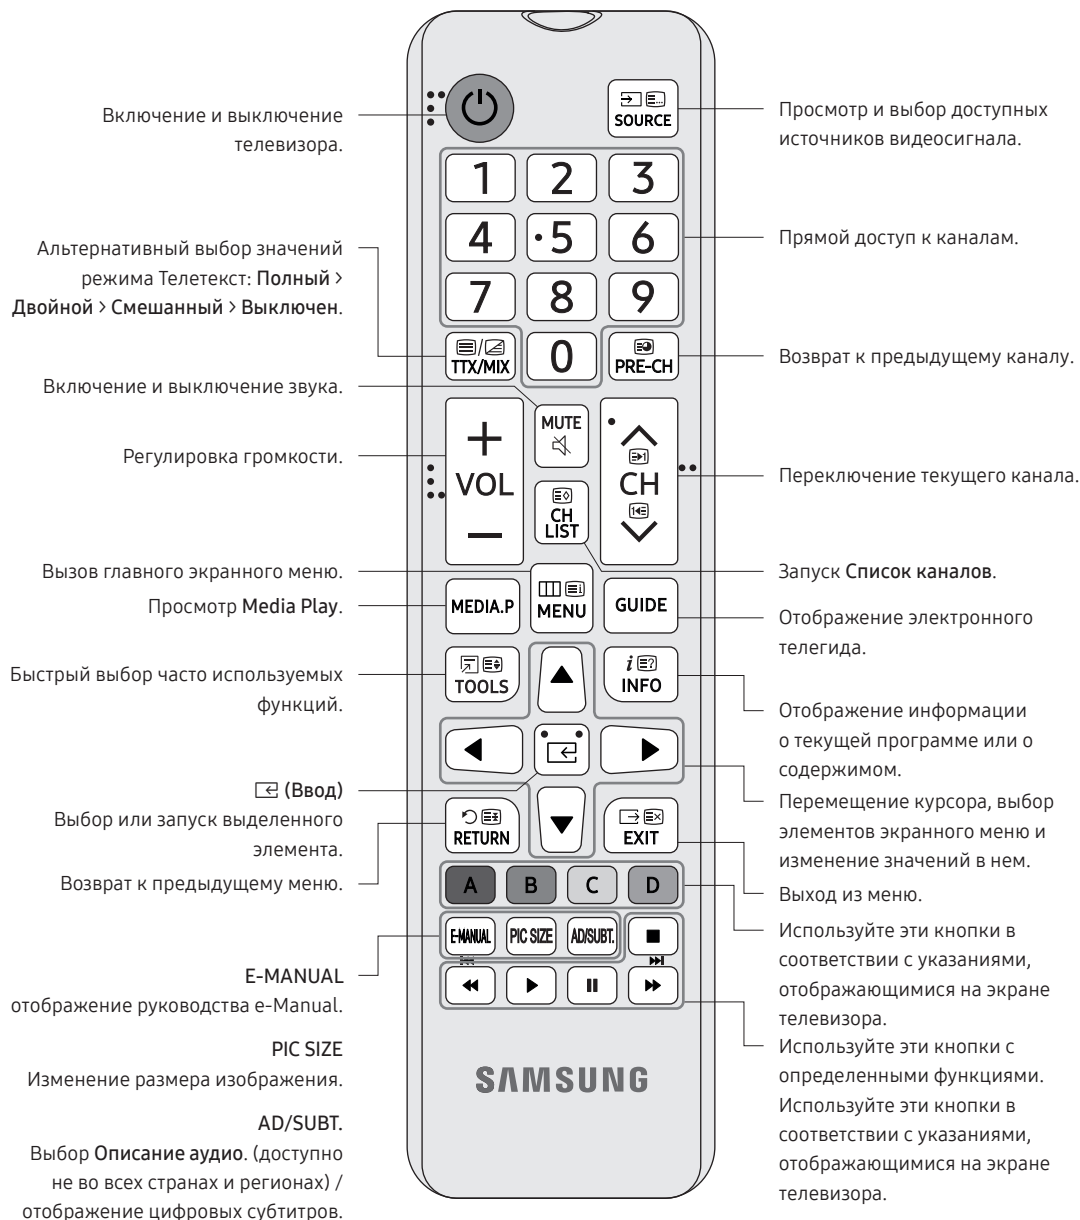 Включение и выключение
телевизора.
Альтернативный выбор значений
режима Телетекст: Полный >
Двойной > Смешанный > Выключен.
Включение и выключение звука.
Регулировка громкости.
Вызов главного экранного меню.
Просмотр Media Play.
Быстрый выбор часто используемых
функций.
(Ввод)
Выбор или запуск выделенного
элемента.
Возврат к предыдущему меню.
E-MANUAL
отображение руководства e-Manual.
PIC SIZE
Изменение размера изображения.
AD/SUBT.
Выбор Описание аудио. (доступно
не во всех странах и регионах) /
отображение цифровых субтитров.
SOURCE
1 2 3
4 5 6
7 8 9
TTX/MIX 0 PRE-CH
MUTE
VOL
CH
CH
LIST
MEDIA.P MENU GUIDE
TOOLS INFO
RETURN EXIT
A B C D
E-MANUAL PIC SIZE AD/SUBT.
SAMSUNG
Просмотр и выбор доступных
источников видеосигнала.
Прямой доступ к каналам.
Возврат к предыдущему каналу.
Переключение текущего канала.
Запуск Список каналов.
Отображение электронного
телегида.
Отображение информации
о текущей программе или о
содержимом.
Перемещение курсора, выбор
элементов экранного меню и
изменение значений в нем.
Выход из меню.
Используйте эти кнопки в
соответствии с указаниями,
отображающимися на экране
телевизора.
Используйте эти кнопки с
определенными функциями.
Используйте эти кнопки в
соответствии с указаниями,
отображающимися на экране
телевизора.